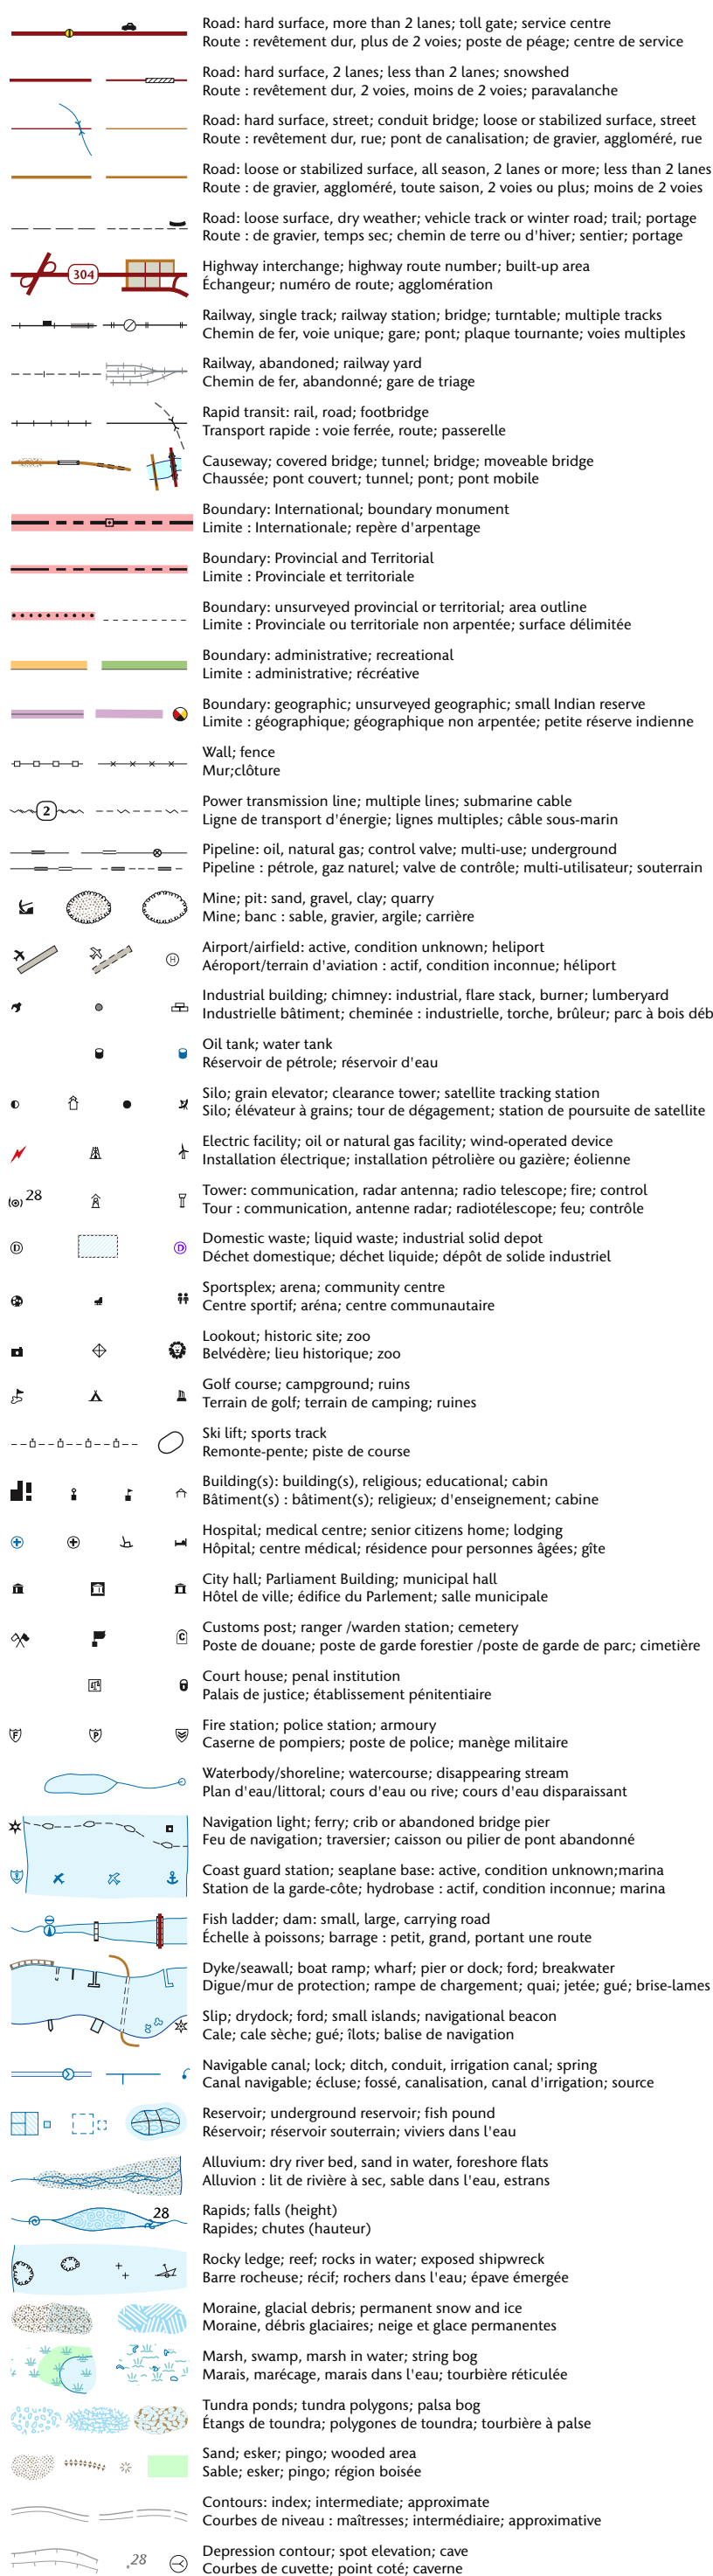 Road: hard surface, more than 2 lanes; toll gate; service centre
Route : revêtement dur, plus de 2 voies; poste de péage; centre de service
Road: hard surface, 2 lanes; less than 2 lanes; snowshed
Route : revêtement dur, 2 voies, moins de 2 voies; paravalanche
Road: hard surface, street; conduit bridge; loose or stabilized surface, street
Route : revêtement dur, rue; pont de canalisation; de gravier, aggloméré, rue
Road: loose or stabilized surface, all season, 2 lanes or more; less than 2 lanes
Route : de gravier, aggloméré, toute saison, 2 voies ou plus; moins de 2 voies
Road: loose surface, dry weather; vehicle track or winter road; trail; portage
Route : de gravier, temps sec; chemin de terre ou d'hiver; sentier; portage
304
Highway interchange; highway route number; built-up area
Échangeur; numéro de route; agglomération
Railway, single track; railway station; bridge; turntable; multiple tracks
Chemin de fer, voie unique; gare; pont; plaque tournante; voies multiples
Railway, abandoned; railway yard
Chemin de fer, abandonné; gare de triage
Rapid transit: rail, road; footbridge
Transport rapide : voie ferrée, route; passerelle
Causeway; covered bridge; tunnel; bridge; moveable bridge
Chaussée; pont couvert; tunnel; pont; pont mobile
Boundary: International; boundary monument
Limite : Internationale; repère d'arpentage
Boundary: Provincial and Territorial
Limite : Provinciale et territoriale
Boundary: unsurveyed provincial or territorial; area outline
Limite : Provinciale ou territoriale non arpentée; surface délimitée
Boundary: administrative; recreational
Limite : administrative; récréative
Boundary: geographic; unsurveyed geographic; small Indian reserve
Limite : géographique; géographique non arpentée; petite réserve indienne
Wall; fence
Mur;clôture
2
Power transmission line; multiple lines; submarine cable
Ligne de transport d'énergie; lignes multiples; câble sous-marin
Pipeline: oil, natural gas; control valve; multi-use; underground
Pipeline : pétrole, gaz naturel; valve de contrôle; multi-utilisateur; souterrain
Mine; pit: sand, gravel, clay; quarry
Mine; banc : sable, gravier, argile; carrière
H
Airport/airfield: active, condition unknown; heliport
Aéroport/terrain d'aviation : actif, condition inconnue; héliport
Industrial building; chimney: industrial, flare stack, burner; lumberyard
Industrielle bâtiment; cheminée : industrielle, torche, brûleur; parc à bois déb
Oil tank; water tank
Réservoir de pétrole; réservoir d'eau
Silo; grain elevator; clearance tower; satellite tracking station
Silo; élévateur à grains; tour de dégagement; station de poursuite de satellite
Electric facility; oil or natural gas facility; wind-operated device
Installation électrique; installation pétrolière ou gazière; éolienne
28
Tower: communication, radar antenna; radio telescope; fire; control
Tour : communication, antenne radar; radiotélescope; feu; contrôle
D D
Domestic waste; liquid waste; industrial solid depot
Déchet domestique; déchet liquide; dépôt de solide industriel
Sportsplex; arena; community centre
Centre sportif; aréna; centre communautaire
Lookout; historic site; zoo
Belvédère; lieu historique; zoo
Golf course; campground; ruins
Terrain de golf; terrain de camping; ruines
Ski lift; sports track
Remonte-pente; piste de course
Building(s): building(s), religious; educational; cabin
Bâtiment(s) : bâtiment(s); religieux; d'enseignement; cabine
Hospital; medical centre; senior citizens home; lodging
Hôpital; centre médical; résidence pour personnes âgées; gîte
City hall; Parliament Building; municipal hall
Hôtel de ville; édifice du Parlement; salle municipale
C
Customs post; ranger /warden station; cemetery
Poste de douane; poste de garde forestier /poste de garde de parc; cimetière
Court house; penal institution
Palais de justice; établissement pénitentiaire
F P
Fire station; police station; armoury
Caserne de pompiers; poste de police; manège militaire
Waterbody/shoreline; watercourse; disappearing stream
Plan d'eau/littoral; cours d'eau ou rive; cours d'eau disparaissant
Navigation light; ferry; crib or abandoned bridge pier
Feu de navigation; traversier; caisson ou pilier de pont abandonné
Coast guard station; seaplane base: active, condition unknown;marina
Station de la garde-côte; hydrobase : actif, condition inconnue; marina
Fish ladder; dam: small, large, carrying road
Échelle à poissons; barrage : petit, grand, portant une route
Dyke/seawall; boat ramp; wharf; pier or dock; ford; breakwater
Digue/mur de protection; rampe de chargement; quai; jetée; gué; brise-lames
Slip; drydock; ford; small islands; navigational beacon
Cale; cale sèche; gué; îlots; balise de navigation
Navigable canal; lock; ditch, conduit, irrigation canal; spring
Canal navigable; écluse; fossé, canalisation, canal d'irrigation; source
Reservoir; underground reservoir; fish pound
Réservoir; réservoir souterrain; viviers dans l'eau
Alluvium: dry river bed, sand in water, foreshore flats
Alluvion : lit de rivière à sec, sable dans l'eau, estrans
28
Rapids; falls (height)
Rapides; chutes (hauteur)
Rocky ledge; reef; rocks in water; exposed shipwreck
Barre rocheuse; récif; rochers dans l'eau; épave émergée
Moraine, glacial debris; permanent snow and ice
Moraine, débris glaciaires; neige et glace permanentes
Marsh, swamp, marsh in water; string bog
Marais, marécage, marais dans l'eau; tourbière réticulée
Tundra ponds; tundra polygons; palsa bog
Étangs de toundra; polygones de toundra; tourbière à palse
Sand; esker; pingo; wooded area
Sable; esker; pingo; région boisée
Contours: index; intermediate; approximate
Courbes de niveau : maîtresses; intermédiaire; approximative
.28
Depression contour; spot elevation; cave
Courbes de cuvette; point coté; caverne